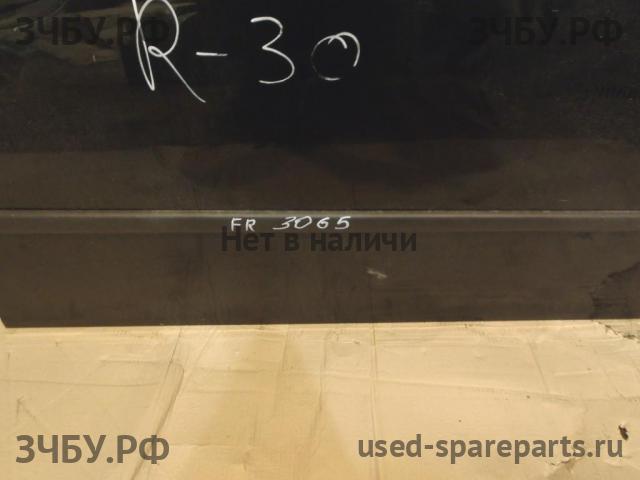 ЗЧБУ.РФ ЗЧБУ.РФ
R-30
FR 3065
Нет в наличи
ЗЧБУ.РФ used-spareparts.ru